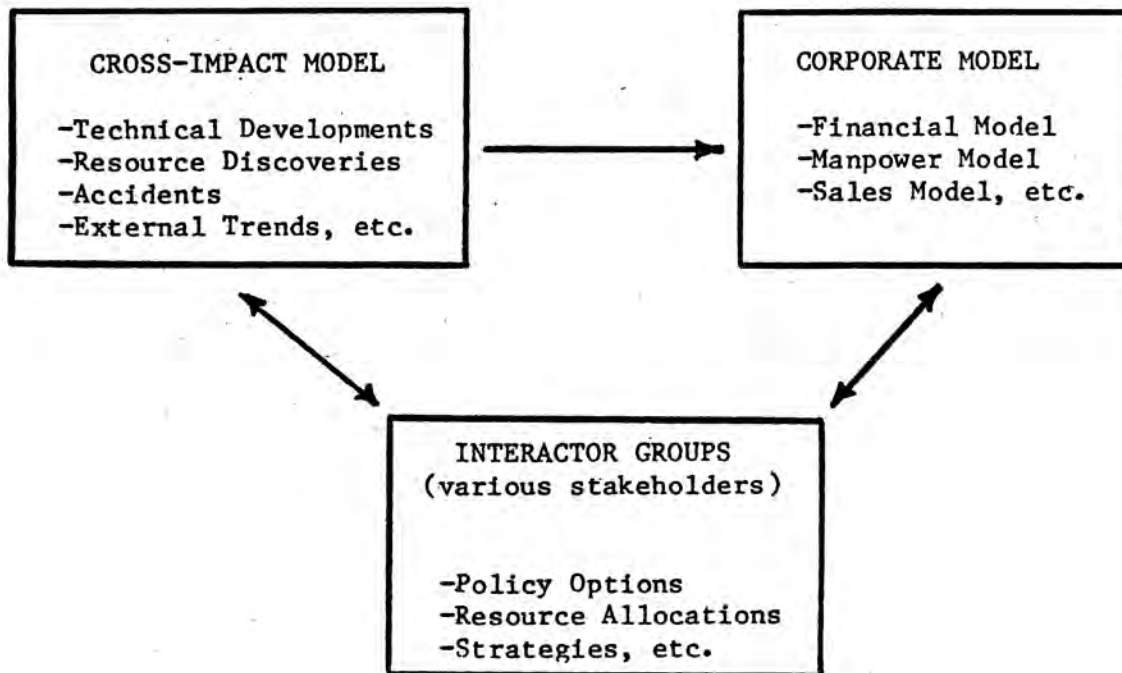 CROSS-IMPACT MODEL
-Technical Developments
-Resource Discoveries
-Accidents
-External Trends, etc.
CORPORATE MODEL
-Financial Model
-Manpower Model
-Sales Model, etc.
INTERACTOR GROUPS
(various stakeholders)
-Policy Options
-Resource Allocations
-Strategies, etc.